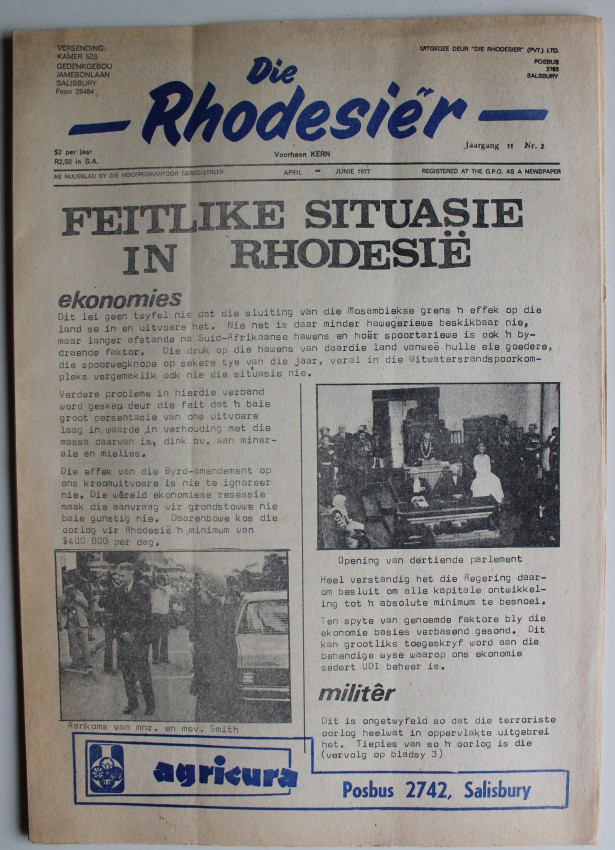 VERSENDING:
KAMER 503
GEDENKGEBOU
JAMESONLAAN
SALISBURY
Foon 25484
UITGEGEE DEUR "DIE RHODESIER" (PVT.) LTD.
POSBUS
2762
SALSBURY
Die
Rhodesiër
$2 per jaar
R2,50 in S.A.
Voorheen KERN
Jaargang 11 Nr. 2
AS NUUSBLAD BY DIE HOOFPOSKANTOOR GEREGISTREER
APRIL - JUNIE 1977
REGISTERED AT THE G.P.O. AS A NEWSPAPER
FEITLIKE SITUASIE
IN RHODESIË
ekonomies
Dit lei geen twyfel nie dat die sluiting van die Mosambiekse grens 'n effek op die
land se in en uitvoere het. Nie net is daar minder hawegeriewe beskikbaar nie,
maar langer afstande na Suid-Afrikaanse hawens en hoër spoortariewe is ook 'n by-
draende faktor. Die druk op die hawens van daardie land vanweë hulle eie goedere,
die spoorwegknope op sekere tye van die jaar, veral in die Witwatersrandspoorkom-
pleks vergemaklik ook nie die situasie nie.
Verdere probleme in hierdie verband
word geskep deur die feit dat 'n baie
groot persentasie van ons uitvoere
laag in waarde in verhouding met die
massa daarvan is, dink bv. aan miner-
ale en mielies.
Die effek van die Byrd-amendement op
ons kroomuitvoere is nie te ignoreer
nie. Die wêreld ekonomiese resessie
maak die aanvraag vir grondstowwe nie
baie gunstig nie. Daarenbowe kos die
oorlog vir Rhodesië 'n minimum van
$400 000 per dag.
Aankoms van mnr. en mev. Smith
Opening van dertiende parlement
Heel verstandig het die Regering daar-
om besluit om alle kapitale ontwikkel-
ing tot 'n absolute minimum te besnoei.
Ten spyte van genoemde faktore bly die
ekonomie basies verbasend gesond. Dit
kan grootliks toegeskryf word aan die
behendige wyse waarop ons ekonomie
sedert UDI beheer is.
militêr
Dit is ongetwyfeld so dat die terroriste
oorlog heelwat in oppervlakte uitgebrei
het. Tiepies van so 'n oorlog is die
(vervolg op bladsy 3)
agricura
Posbus 2742, Salisbury